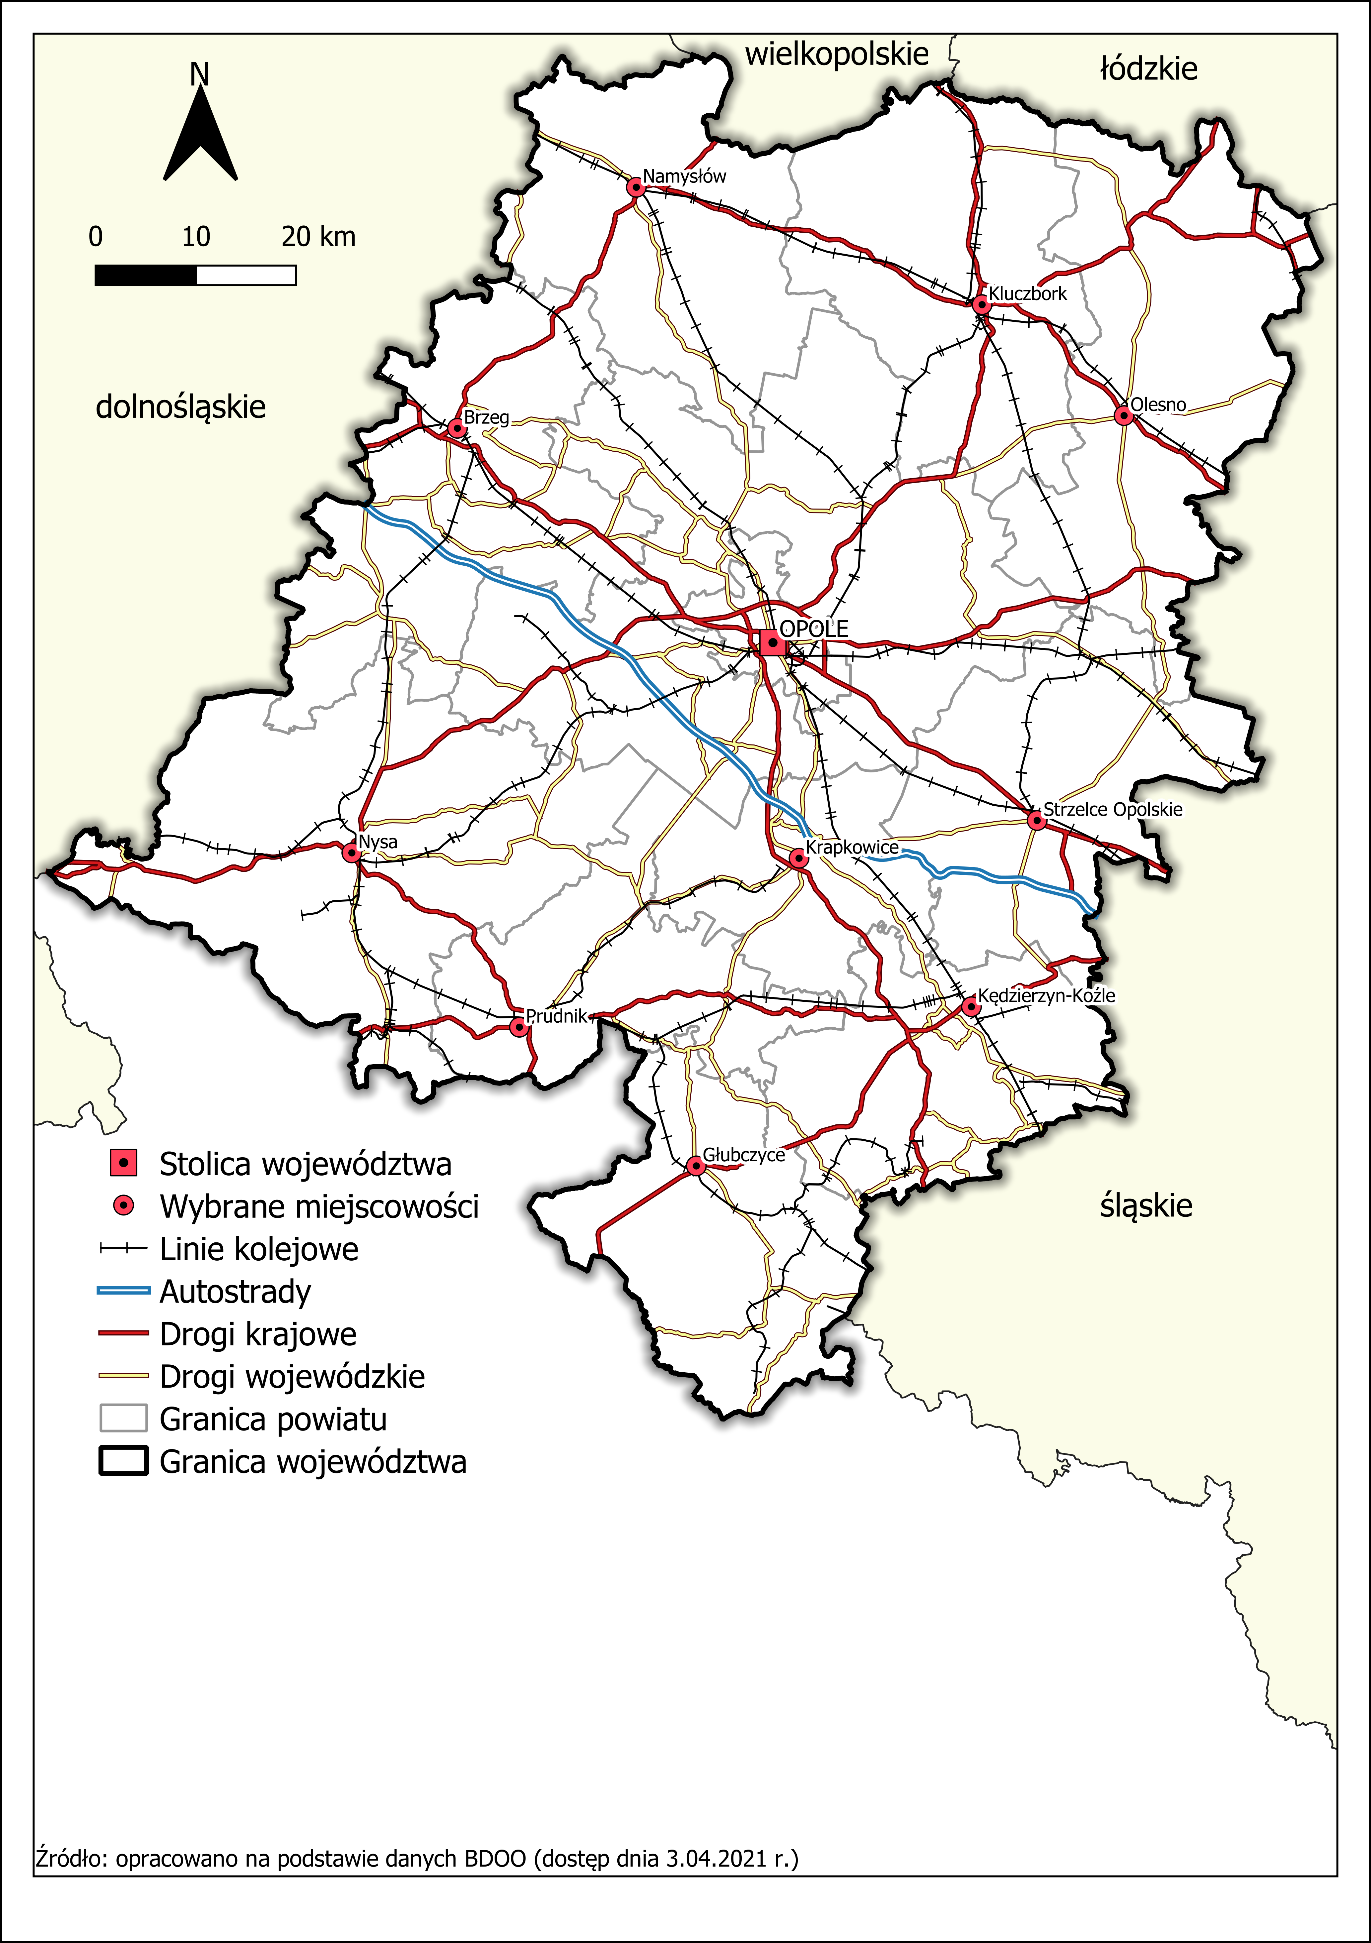 wielkopolskie
łódzkie
N
0 10 20 km
Namysłów
Kluczbork
dolnośląskie
Brzeg
Olesno
OPOLE
Strzelce Opolskie
Nysa
Krapkowice
Kędzierzyn-Koźle
Prudnik
Głubczyce
śląskie
Stolica województwa
Wybrane miejscowości
Linie kolejowe
Autostrady
Drogi krajowe
Drogi wojewódzkie
Granica powiatu
Granica województwa
Źródło: opracowano na podstawie danych BDOO (dostęp dnia 3.04.2021 r.)